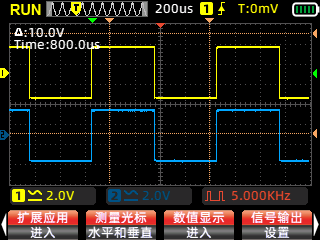 RUN T 200us 1 T:0mV
Δ:10.0V
Time:800.0us
1
2
1 2.0V 2 2.0V 5.000KHz
扩展应用 测量光标 数值显示 信号输出
进入 水平和垂直 进入 设置